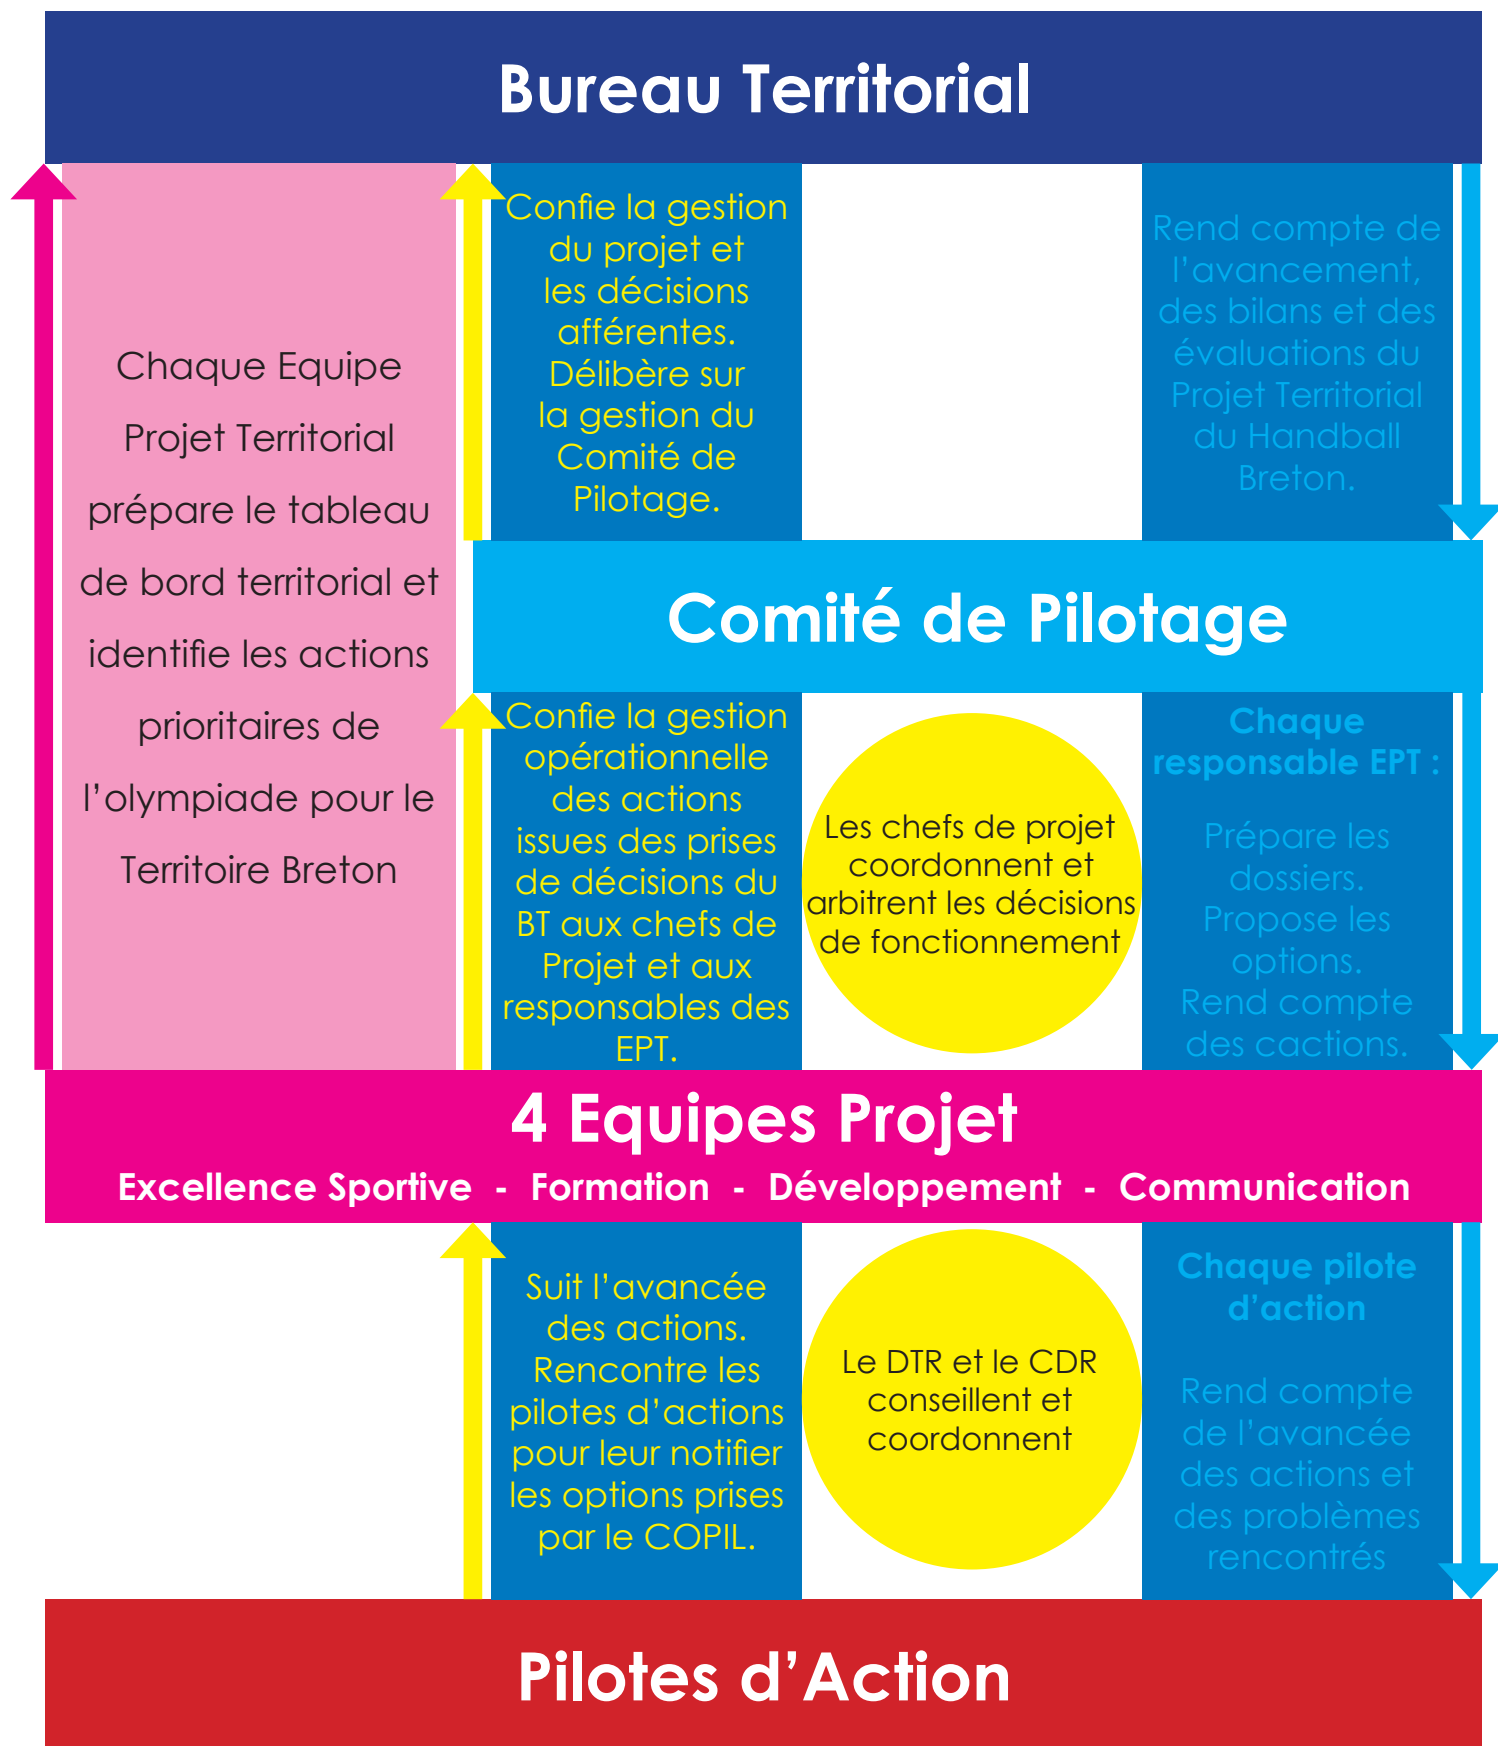 Bureau Territorial
Chaque Equipe
Projet Territorial
prépare le tableau
de bord territorial et
identifie les actions
prioritaires de
l’olympiade pour le
Territoire Breton
Confie la gestion
du projet et
les décisions
afférentes.
Délibère sur
la gestion du
Comité de
Pilotage.
Rend compte de
l’avancement,
des bilans et des
évaluations du
Projet Territorial
du Handball
Breton.
Comité de Pilotage
Confie la gestion
opérationnelle
des actions
issues des prises
de décisions du
BT aux chefs de
Projet et aux
responsables des
EPT.
Les chefs de projet
coordonnent et
arbitrent les décisions
de fonctionnement
Chaque
responsable EPT :
Prépare les
dossiers.
Propose les
options.
Rend compte
des cactions.
4 Equipes Projet
Excellence Sportive - Formation - Développement - Communication
Suit l’avancée
des actions.
Rencontre les
pilotes d’actions
pour leur notifier
les options prises
par le COPIL.
Le DTR et le CDR
conseillent et
coordonnent
Chaque pilote
d’action
Rend compte
de l’avancée
des actions et
des problèmes
rencontrés
Pilotes d’Action